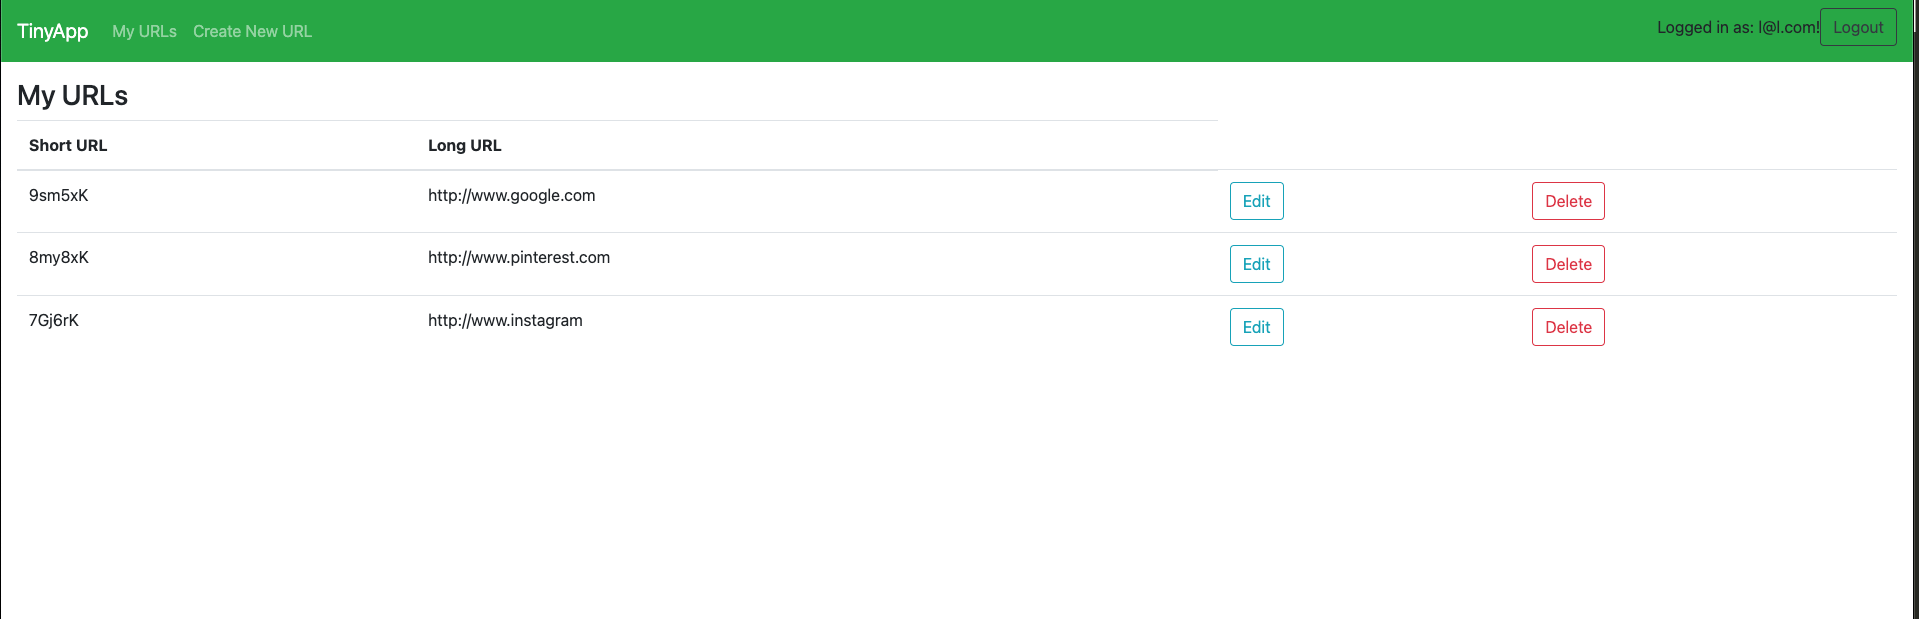 TinyApp My URLs Create New URL Logged in as: l@l.com! Logout
My URLs
Short URL Long URL
9sm5xK http://www.google.com Edit Delete
8my8xK http://www.pinterest.com Edit Delete
7Gj6rK http://www.instagram Edit Delete